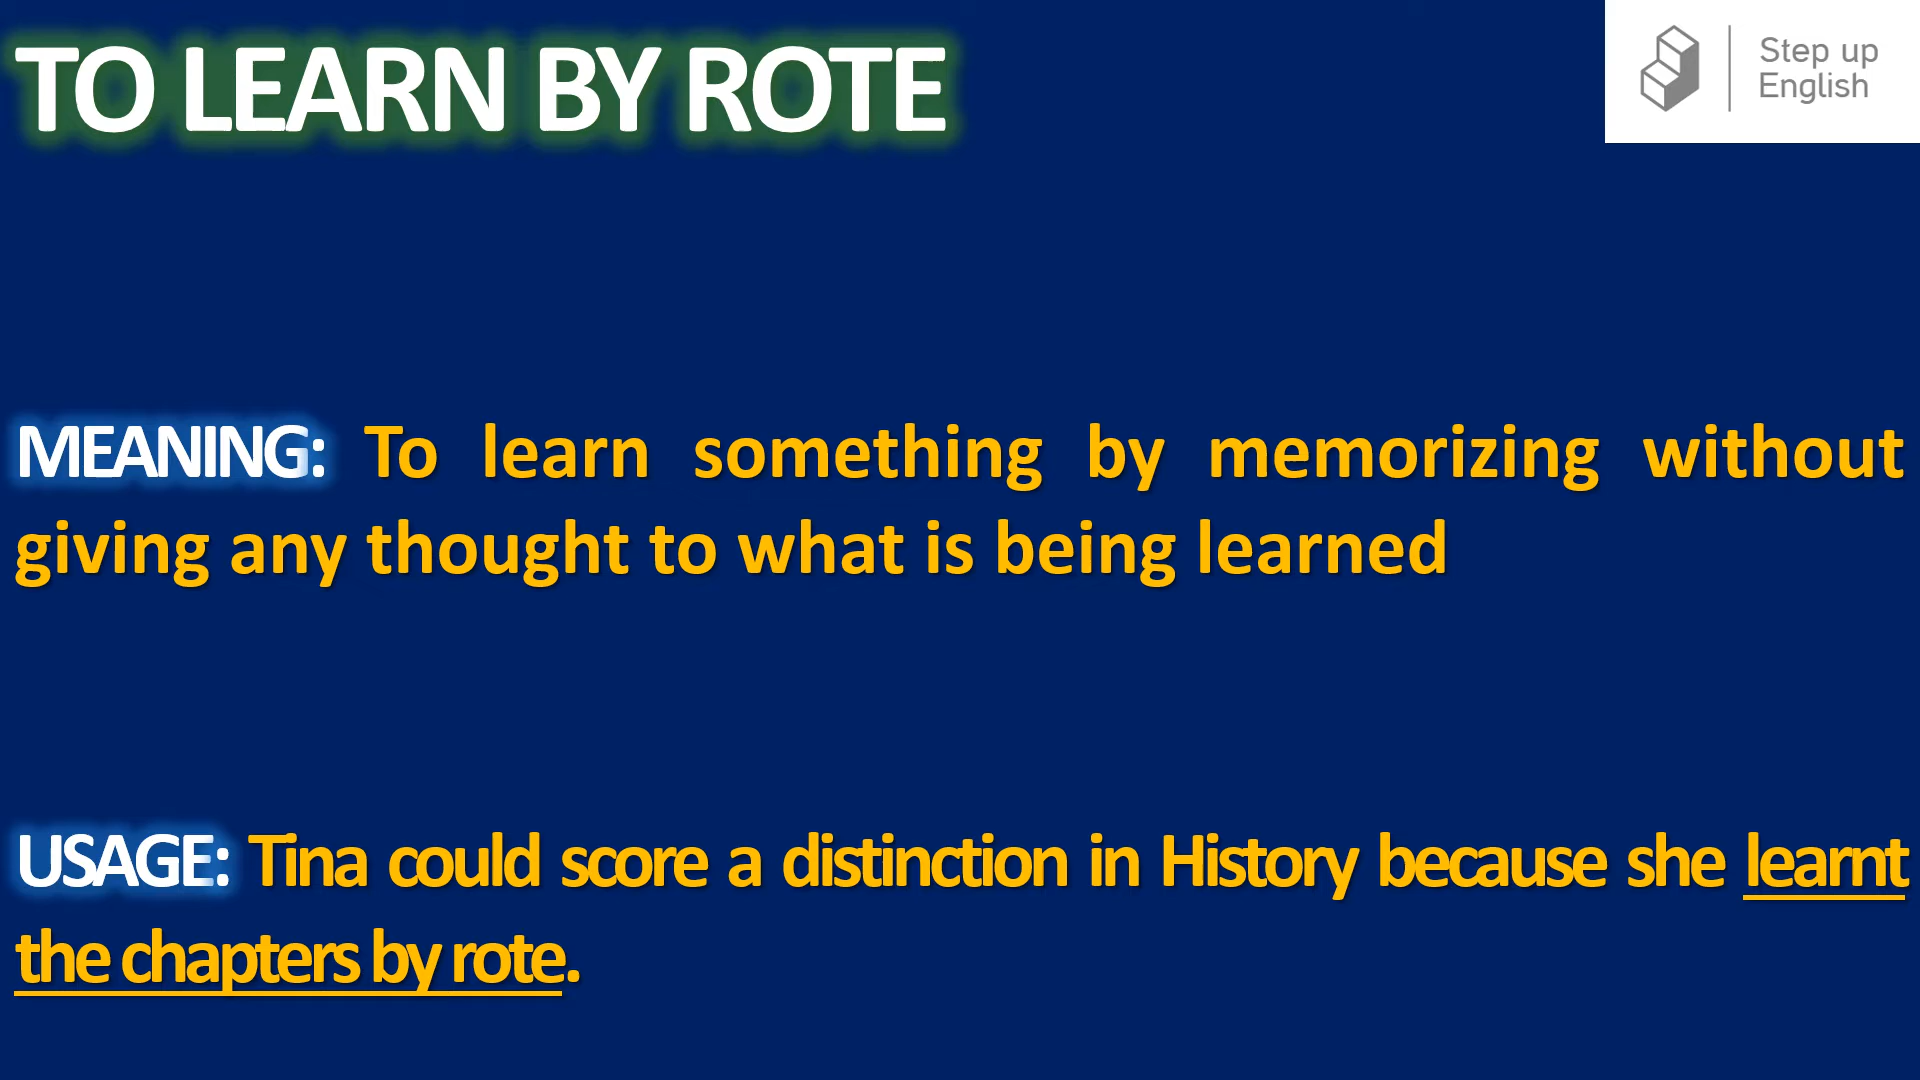 TO LEARN BY ROTE
Step up
English
MEANING: To learn something by memorizing without
giving any thought to what is being learned
USAGE: Tina could score a distinction in History because she learnt
the chapters by rote.